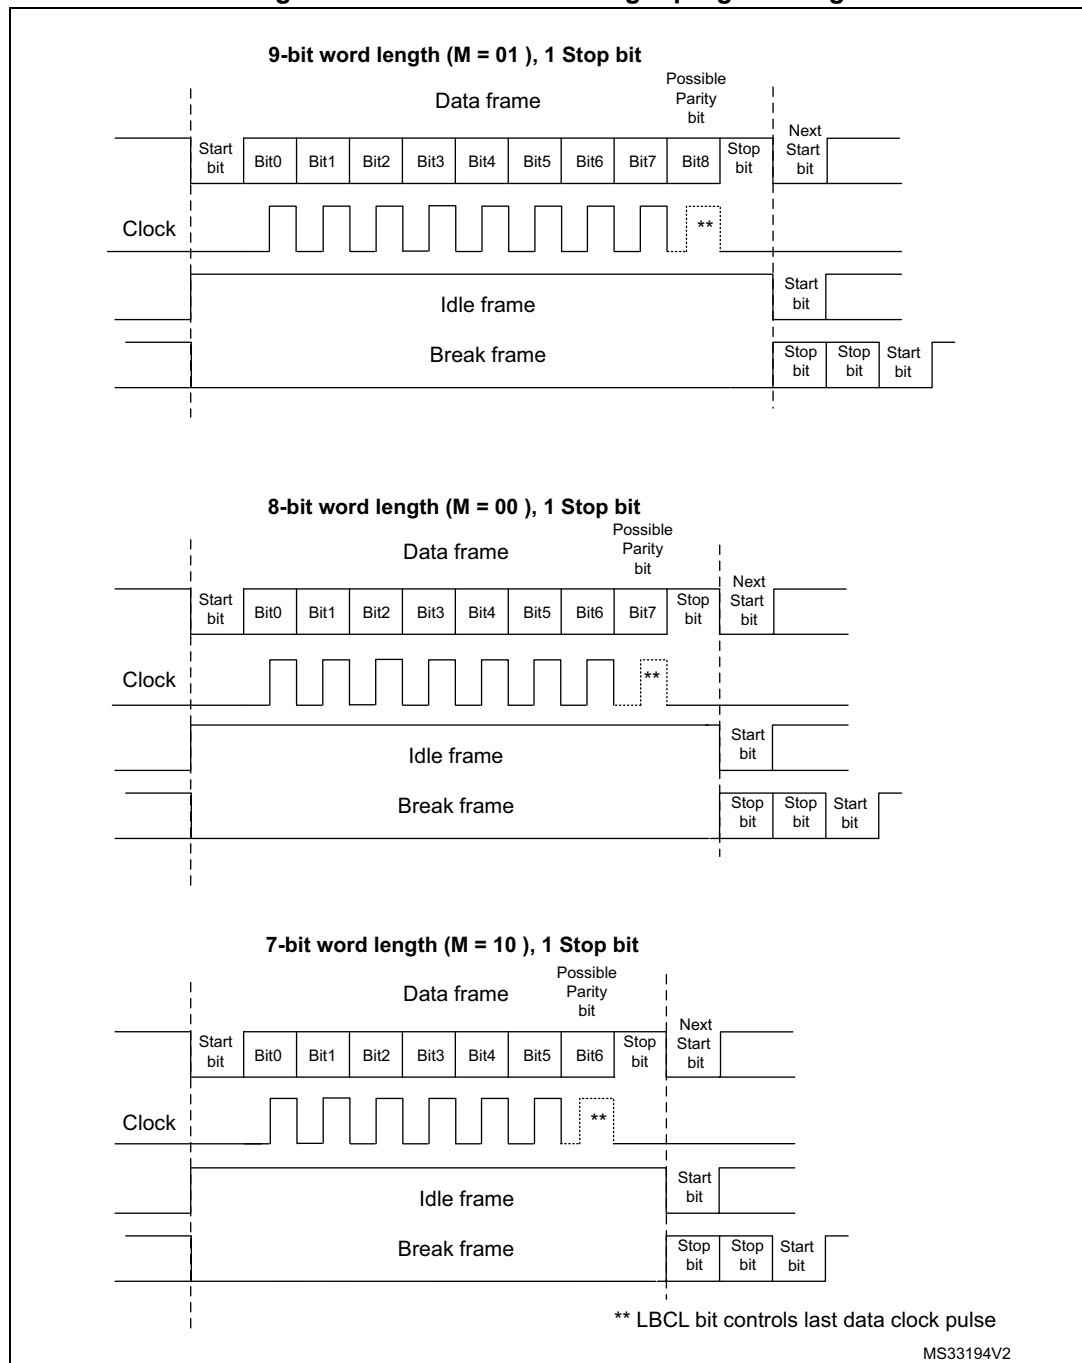 9-bit word length (M = 01 ), 1 Stop bit
Data frame
Possible
Parity
bit
Start
bit
Bit0 Bit1 Bit2 Bit3 Bit4 Bit5 Bit6 Bit7 Bit8
Stop
bit
Next
Start
bit
Clock
**
Idle frame
Start
bit
Break frame
Stop
bit
Stop
bit
Start
bit
8-bit word length (M = 00 ), 1 Stop bit
Data frame
Possible
Parity
bit
Start
bit
Bit0 Bit1 Bit2 Bit3 Bit4 Bit5 Bit6 Bit7
Stop
bit
Next
Start
bit
Clock
**
Idle frame
Start
bit
Break frame
Stop
bit
Stop
bit
Start
bit
7-bit word length (M = 10 ), 1 Stop bit
Data frame
Possible
Parity
bit
Start
bit
Bit0 Bit1 Bit2 Bit3 Bit4 Bit5 Bit6
Stop
bit
Next
Start
bit
Clock
**
Idle frame
Start
bit
Break frame
Stop
bit
Stop
bit
Start
bit
** LBCL bit controls last data clock pulse
MS33194V2